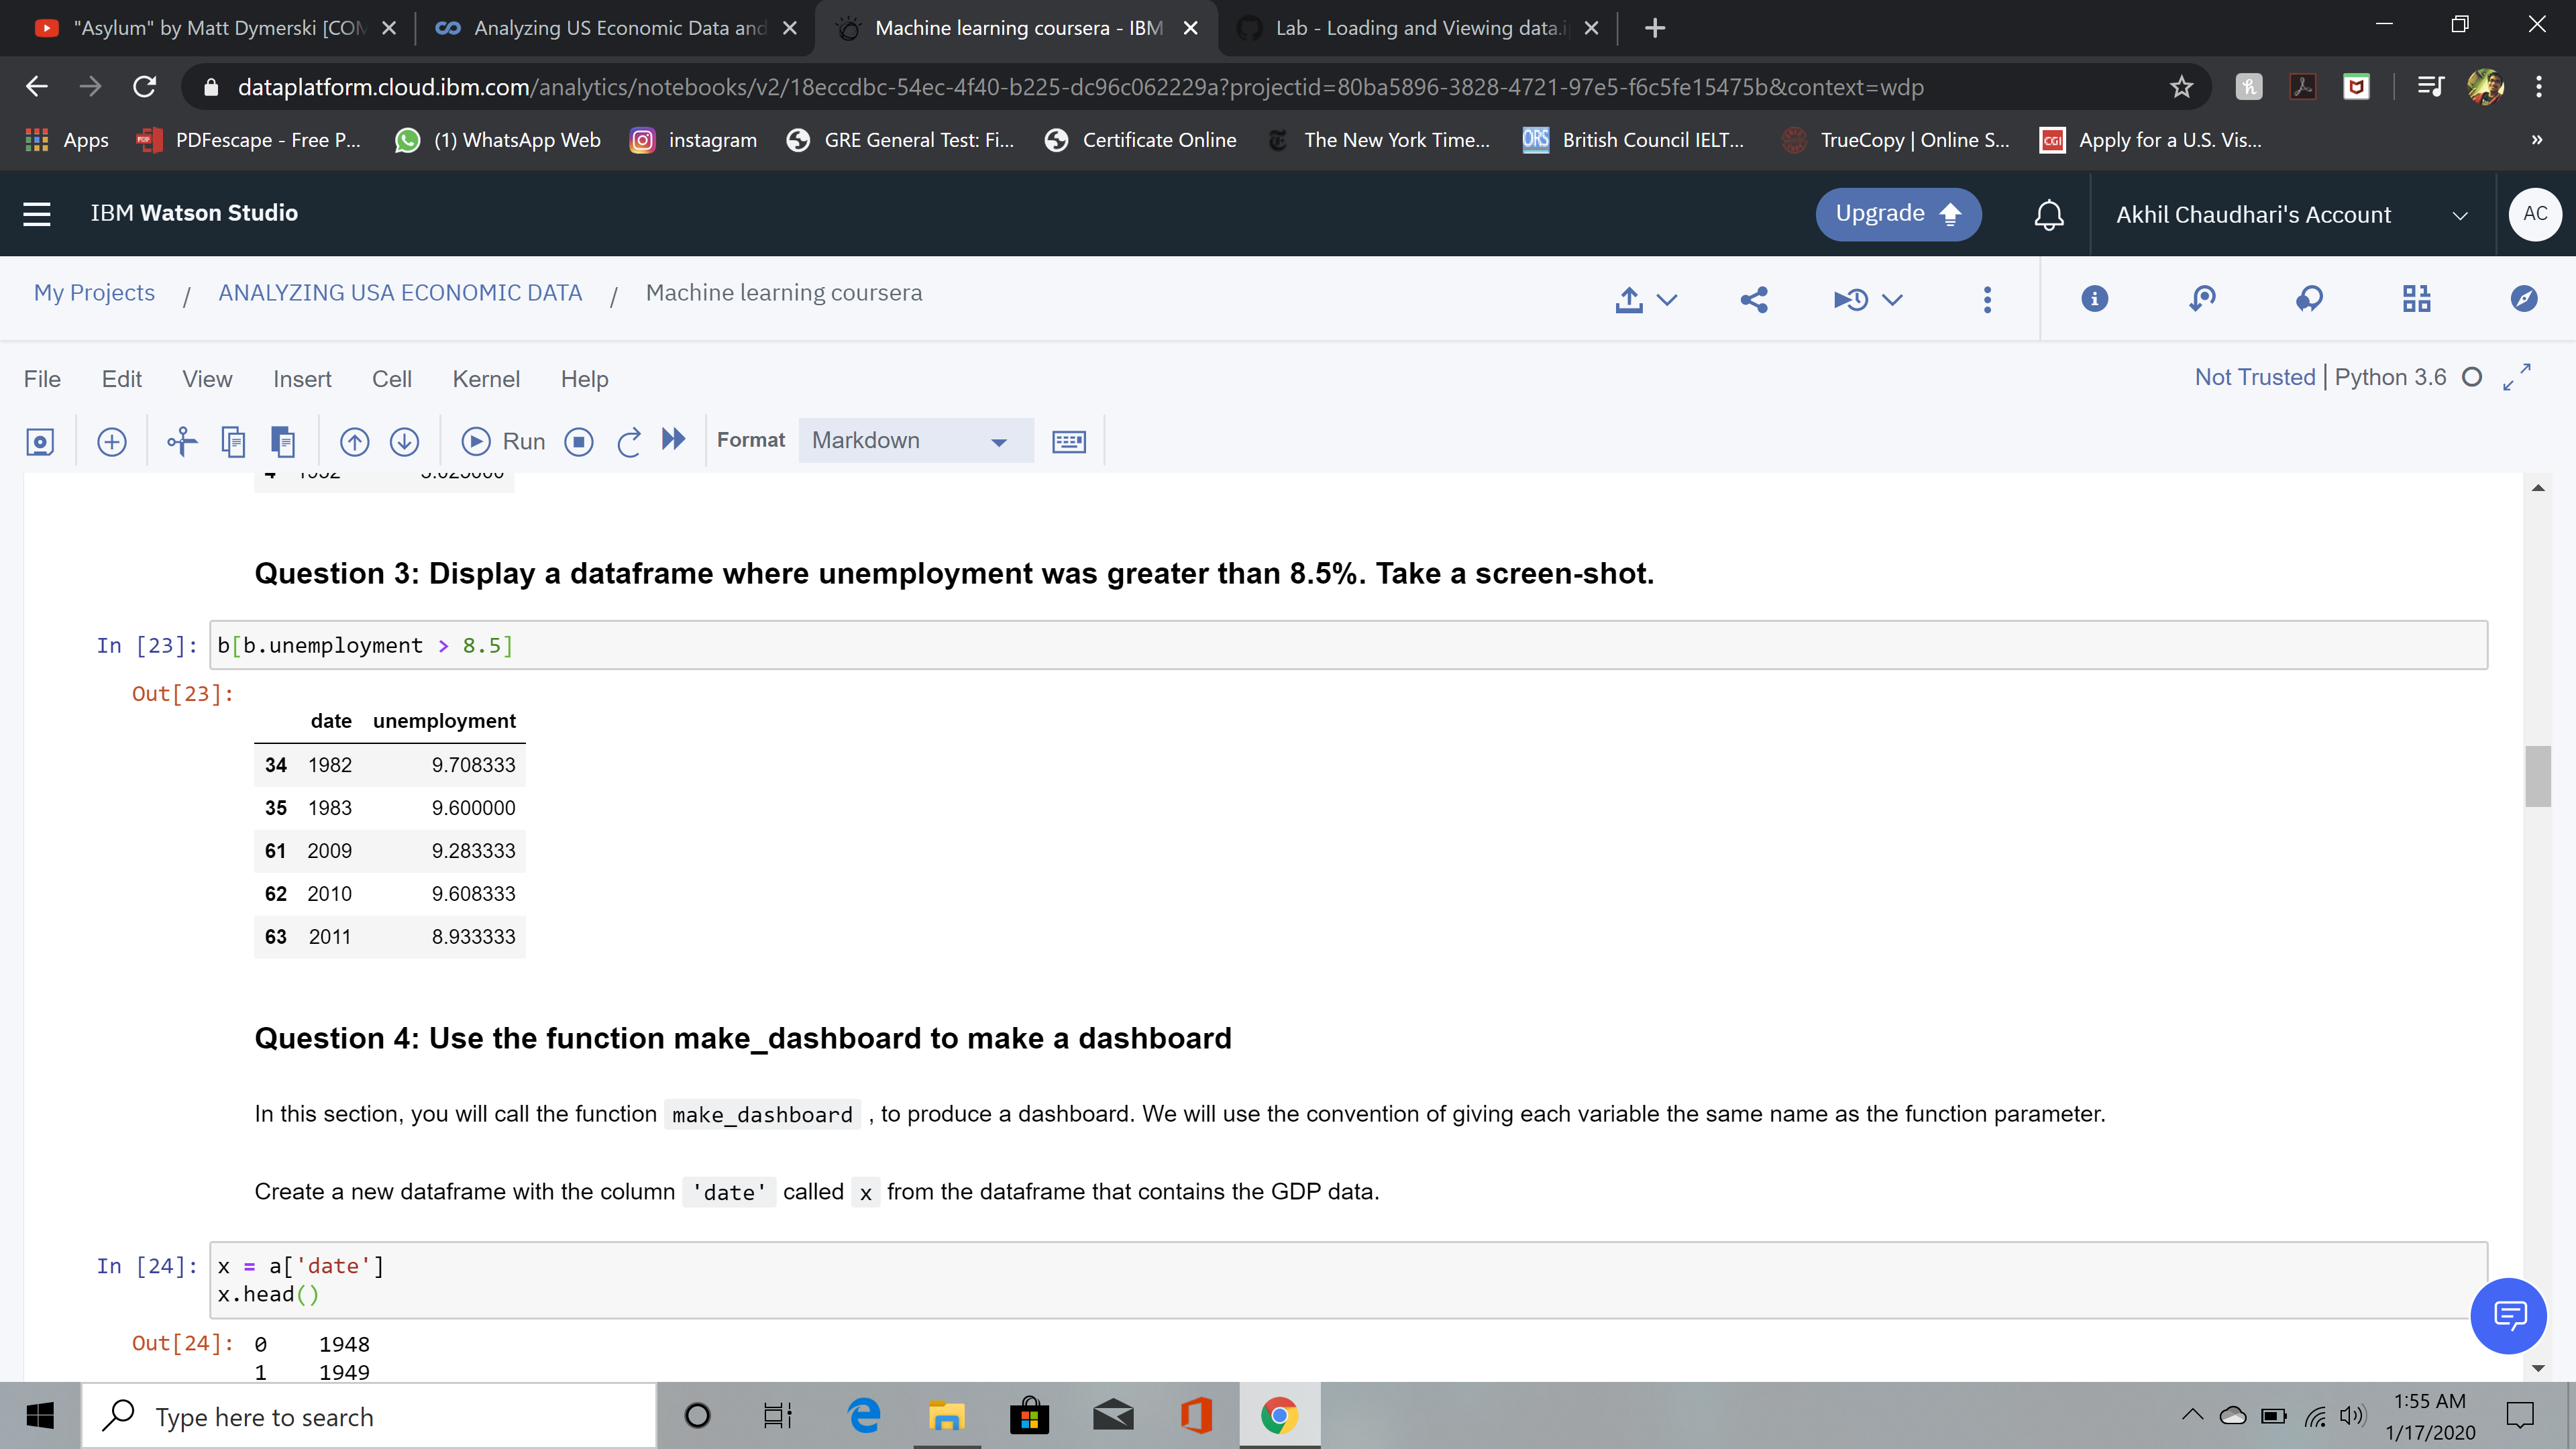 "Asylum" by Matt Dymerski [COM
Analyzing US Economic Data and
Machine learning coursera - IBM
Lab - Loading and Viewing data.i
dataplatform.cloud.ibm.com/analytics/notebooks/v2/18eccdbc-54ec-4f40-b225-dc96c062229a?projectid=80ba5896-3828-4721-97e5-f6c5fe15475b&context=wdp
Apps PDFescape - Free P... (1) WhatsApp Web instagram GRE General Test: Fi... Certificate Online The New York Time... ORS British Council IELT... TrueCopy | Online S... CGI Apply for a U.S. Vis... »
IBM Watson Studio
Upgrade
Akhil Chaudhari's Account
AC
My Projects / ANALYZING USA ECONOMIC DATA / Machine learning coursera
File Edit View Insert Cell Kernel Help
Not Trusted | Python 3.6
Run
Format Markdown
4 1952 3.025000
Question 3: Display a dataframe where unemployment was greater than 8.5%. Take a screen-shot.
In [23]: b[b.unemployment > 8.5]
Out[23]:
date unemployment
34 1982 9.708333
35 1983 9.600000
61 2009 9.283333
62 2010 9.608333
63 2011 8.933333
Question 4: Use the function make_dashboard to make a dashboard
In this section, you will call the function make_dashboard , to produce a dashboard. We will use the convention of giving each variable the same name as the function parameter.
Create a new dataframe with the column 'date' called x from the dataframe that contains the GDP data.
In [24]: x = a['date']
x.head()
Out[24]: 0 1948
1 1949
Type here to search
1:55 AM
1/17/2020